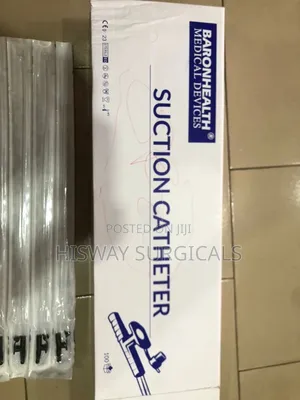 BARONHEALTH®
MEDICAL DEVICES
SUCTION CATHETER
100
POSTED ON JIJI
HISWAY SURGICALS